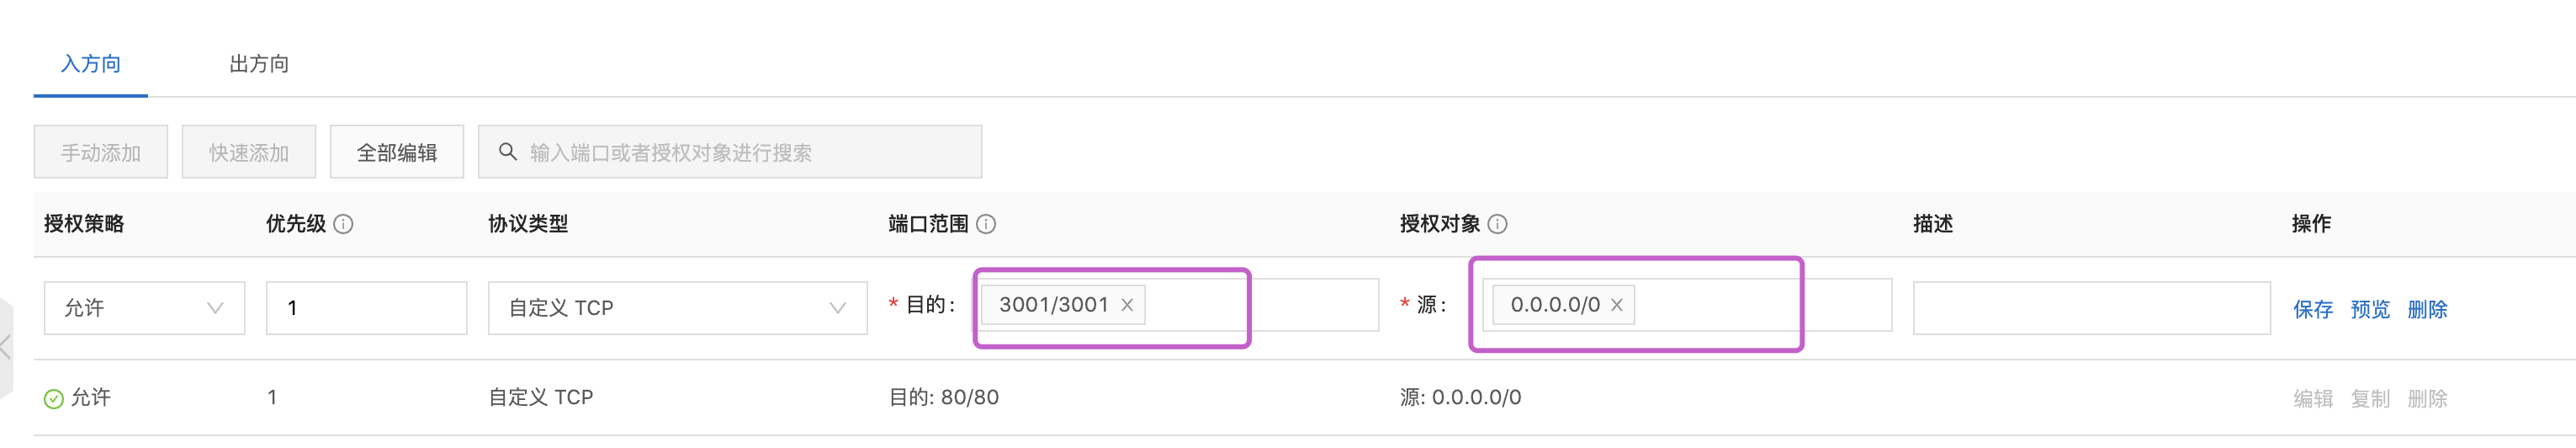 入方向 出方向
手动添加 快速添加 全部编辑 输入端口或者授权对象进行搜索
授权策略 优先级 协议类型 端口范围 授权对象 描述 操作
允许 1 自定义 TCP * 目的: 3001/3001 × * 源: 0.0.0.0/0 × 保存 预览 删除
允许 1 自定义 TCP 目的: 80/80 源: 0.0.0.0/0 编辑 复制 删除